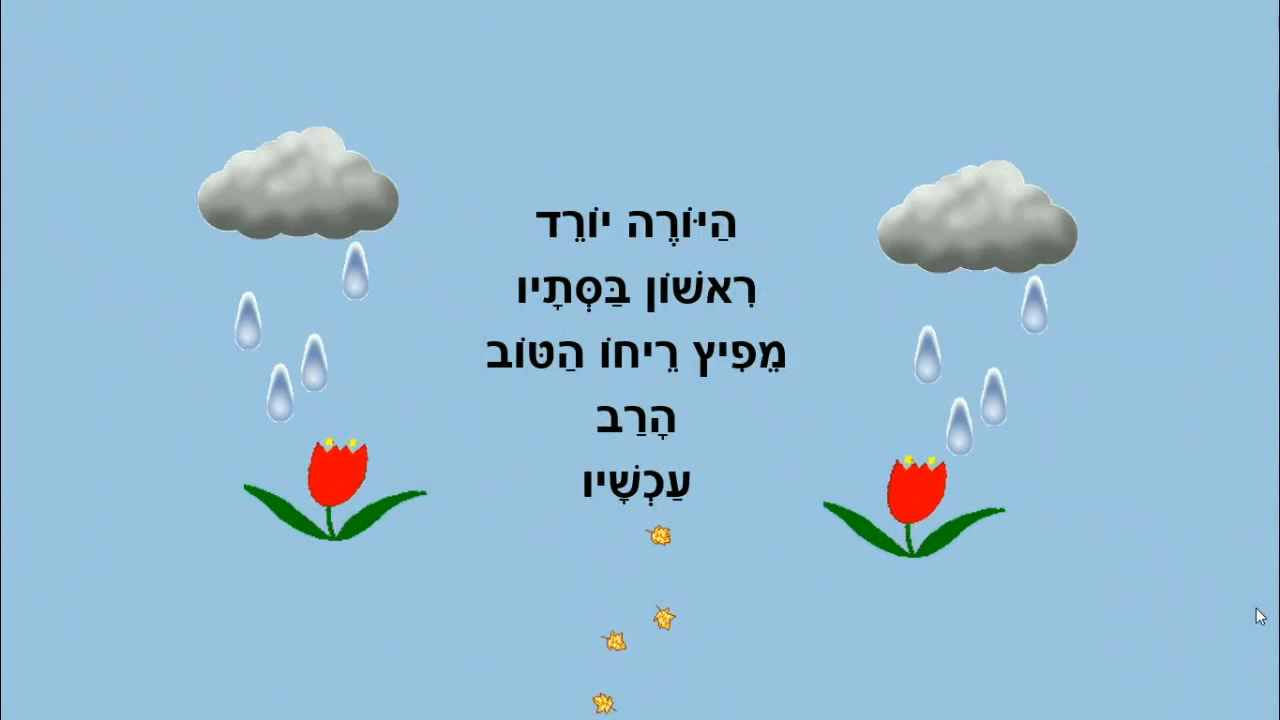 הַיּוֹרֶה יוֹרֵד
רִאשׁוֹן בַּסְּתָיו
מֵפִיץ רֵיחוֹ הַטּוֹב
הָרַב
עַכְשָׁיו